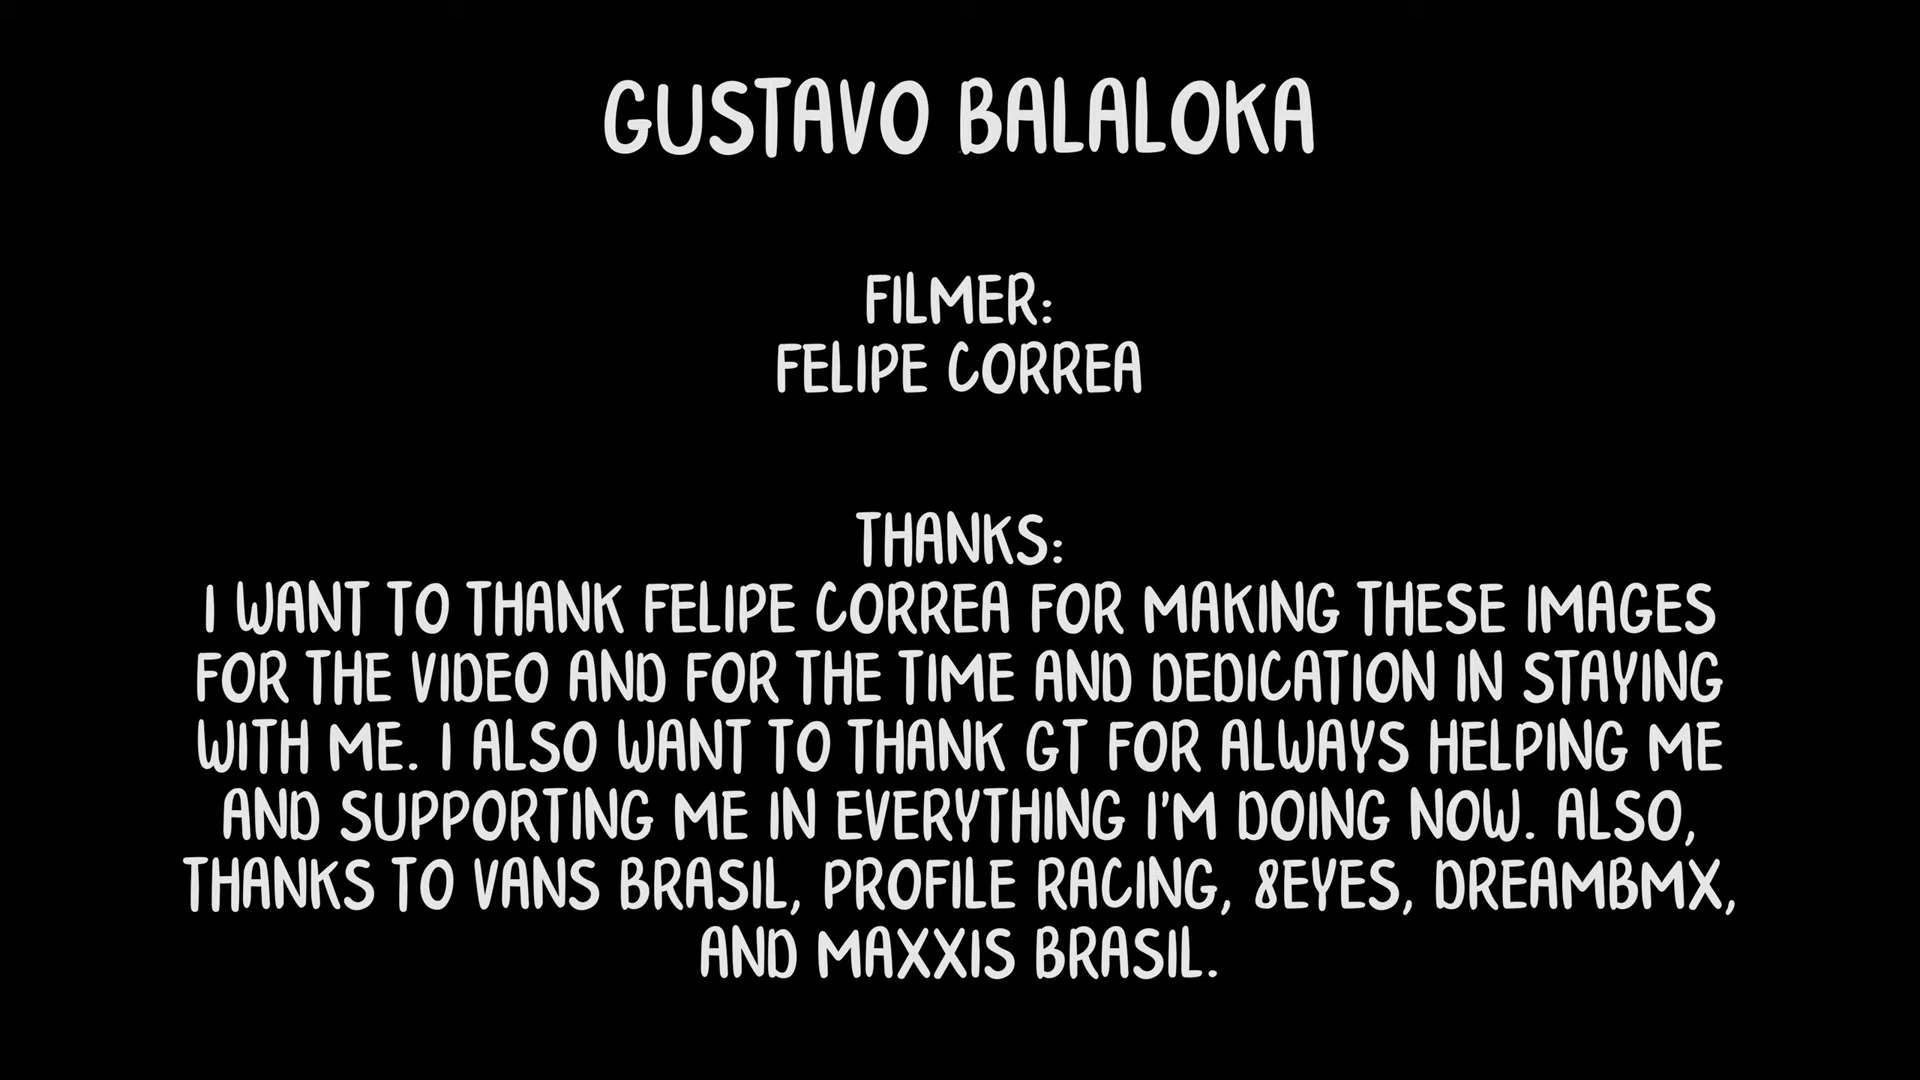 GUSTAVO BALALOKA
FILMER:
FELIPE CORREA
THANKS:
I WANT TO THANK FELIPE CORREA FOR MAKING THESE IMAGES
FOR THE VIDEO AND FOR THE TIME AND DEDICATION IN STAYING
WITH ME. I ALSO WANT TO THANK GT FOR ALWAYS HELPING ME
AND SUPPORTING ME IN EVERYTHING I'M DOING NOW. ALSO,
THANKS TO VANS BRASIL, PROFILE RACING, 8EYES, DREAMBMX,
AND MAXXIS BRASIL.